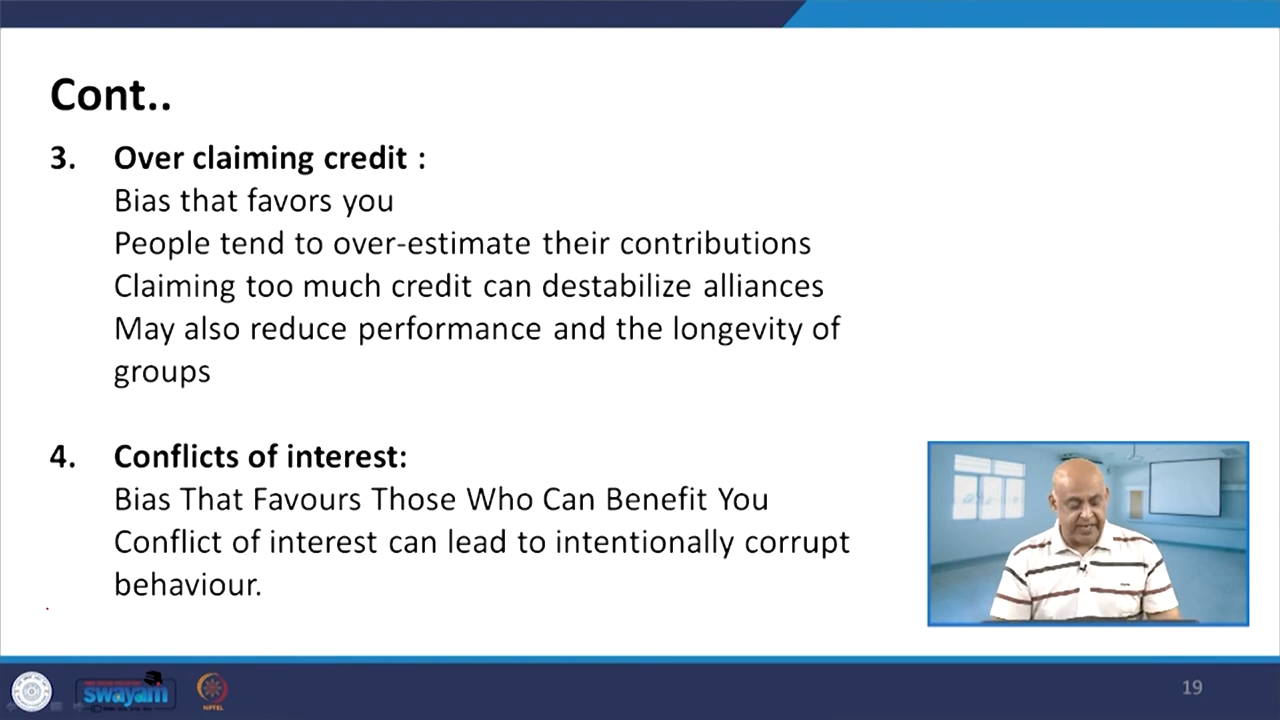 Cont..
3. Over claiming credit :
Bias that favors you
People tend to over-estimate their contributions
Claiming too much credit can destabilize alliances
May also reduce performance and the longevity of
groups
4. Conflicts of interest:
Bias That Favours Those Who Can Benefit You
Conflict of interest can lead to intentionally corrupt
behaviour.
swayam
NPTEL
19